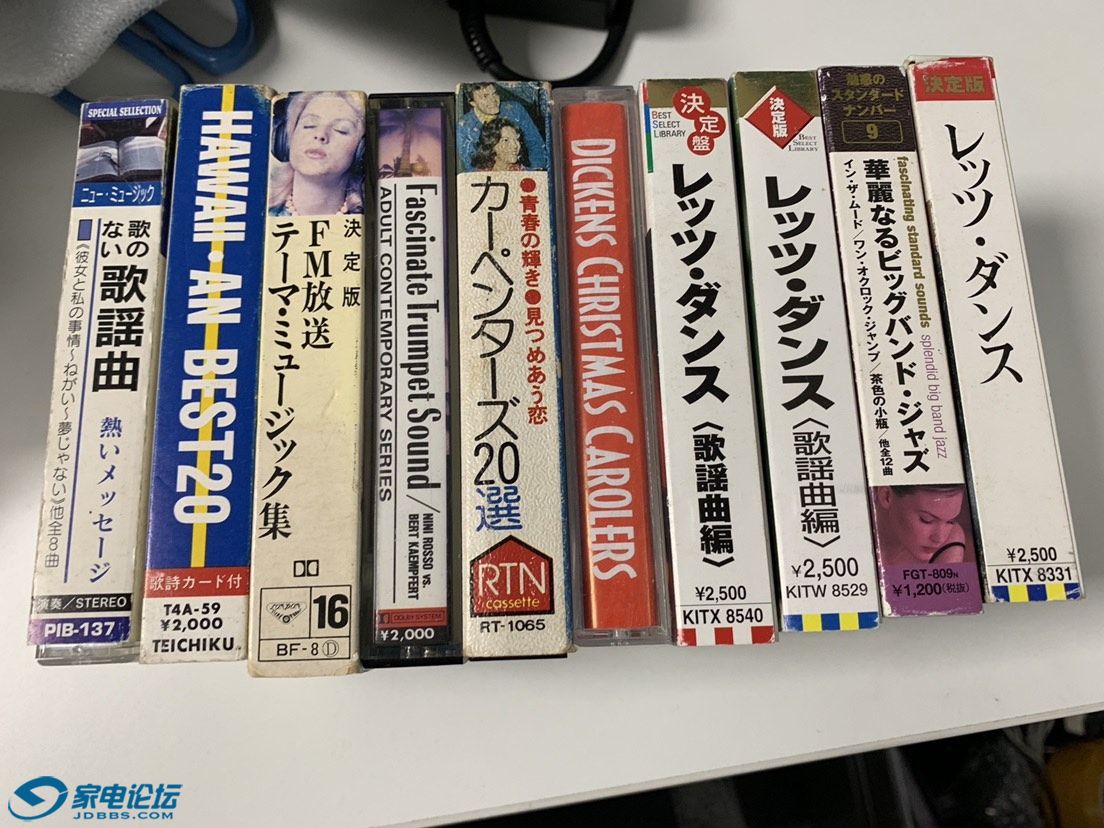 SPECIAL SELLECTION
ニュー・ミュージック
歌の
ない
歌謡曲
熱いメッセージ
《彼女と私の事情〜ねがい〜夢じゃない》他全8曲
演奏／STEREO
PIB-137
HAWAII・AN BEST20
歌詩カード付
T4A-59
¥2,000
TEICHIKU
決定版
FM放送
テーマ・ミュージック集
16
BF-8Ⓓ
Fascinate Trumpet Sound／NINI ROSSO vs.
BERT KAEMPFERT
ADULT CONTEMPORARY SERIES
DOLBY SYSTEM
¥2,000
●青春の輝き●見つめあう恋
カーペンターズ20選
RTN
cassette
RT-1065
DICKENS CHRISTMAS CAROLERS
BEST
SELECT
LIBRARY
決定盤
レッツ・ダンス〈歌謡曲編〉
¥2,500
KITX 8540
決定版
BEST
SELECT
LIBRARY
レッツ・ダンス〈歌謡曲編〉
¥2,500
KITW 8529
魅惑の
スタンダード
ナンバー
9
fascinating standard sounds splendid big band jazz
華麗なるビッグバンド・ジャズ
イン・ザ・ムード／ワン・オクロック・ジャンプ／茶色の小瓶／他全12曲
FGT-809N
¥1,200(税抜)
決定版
レッツ・ダンス
¥2,500
KITX 8331
家电论坛
JDBBS.COM